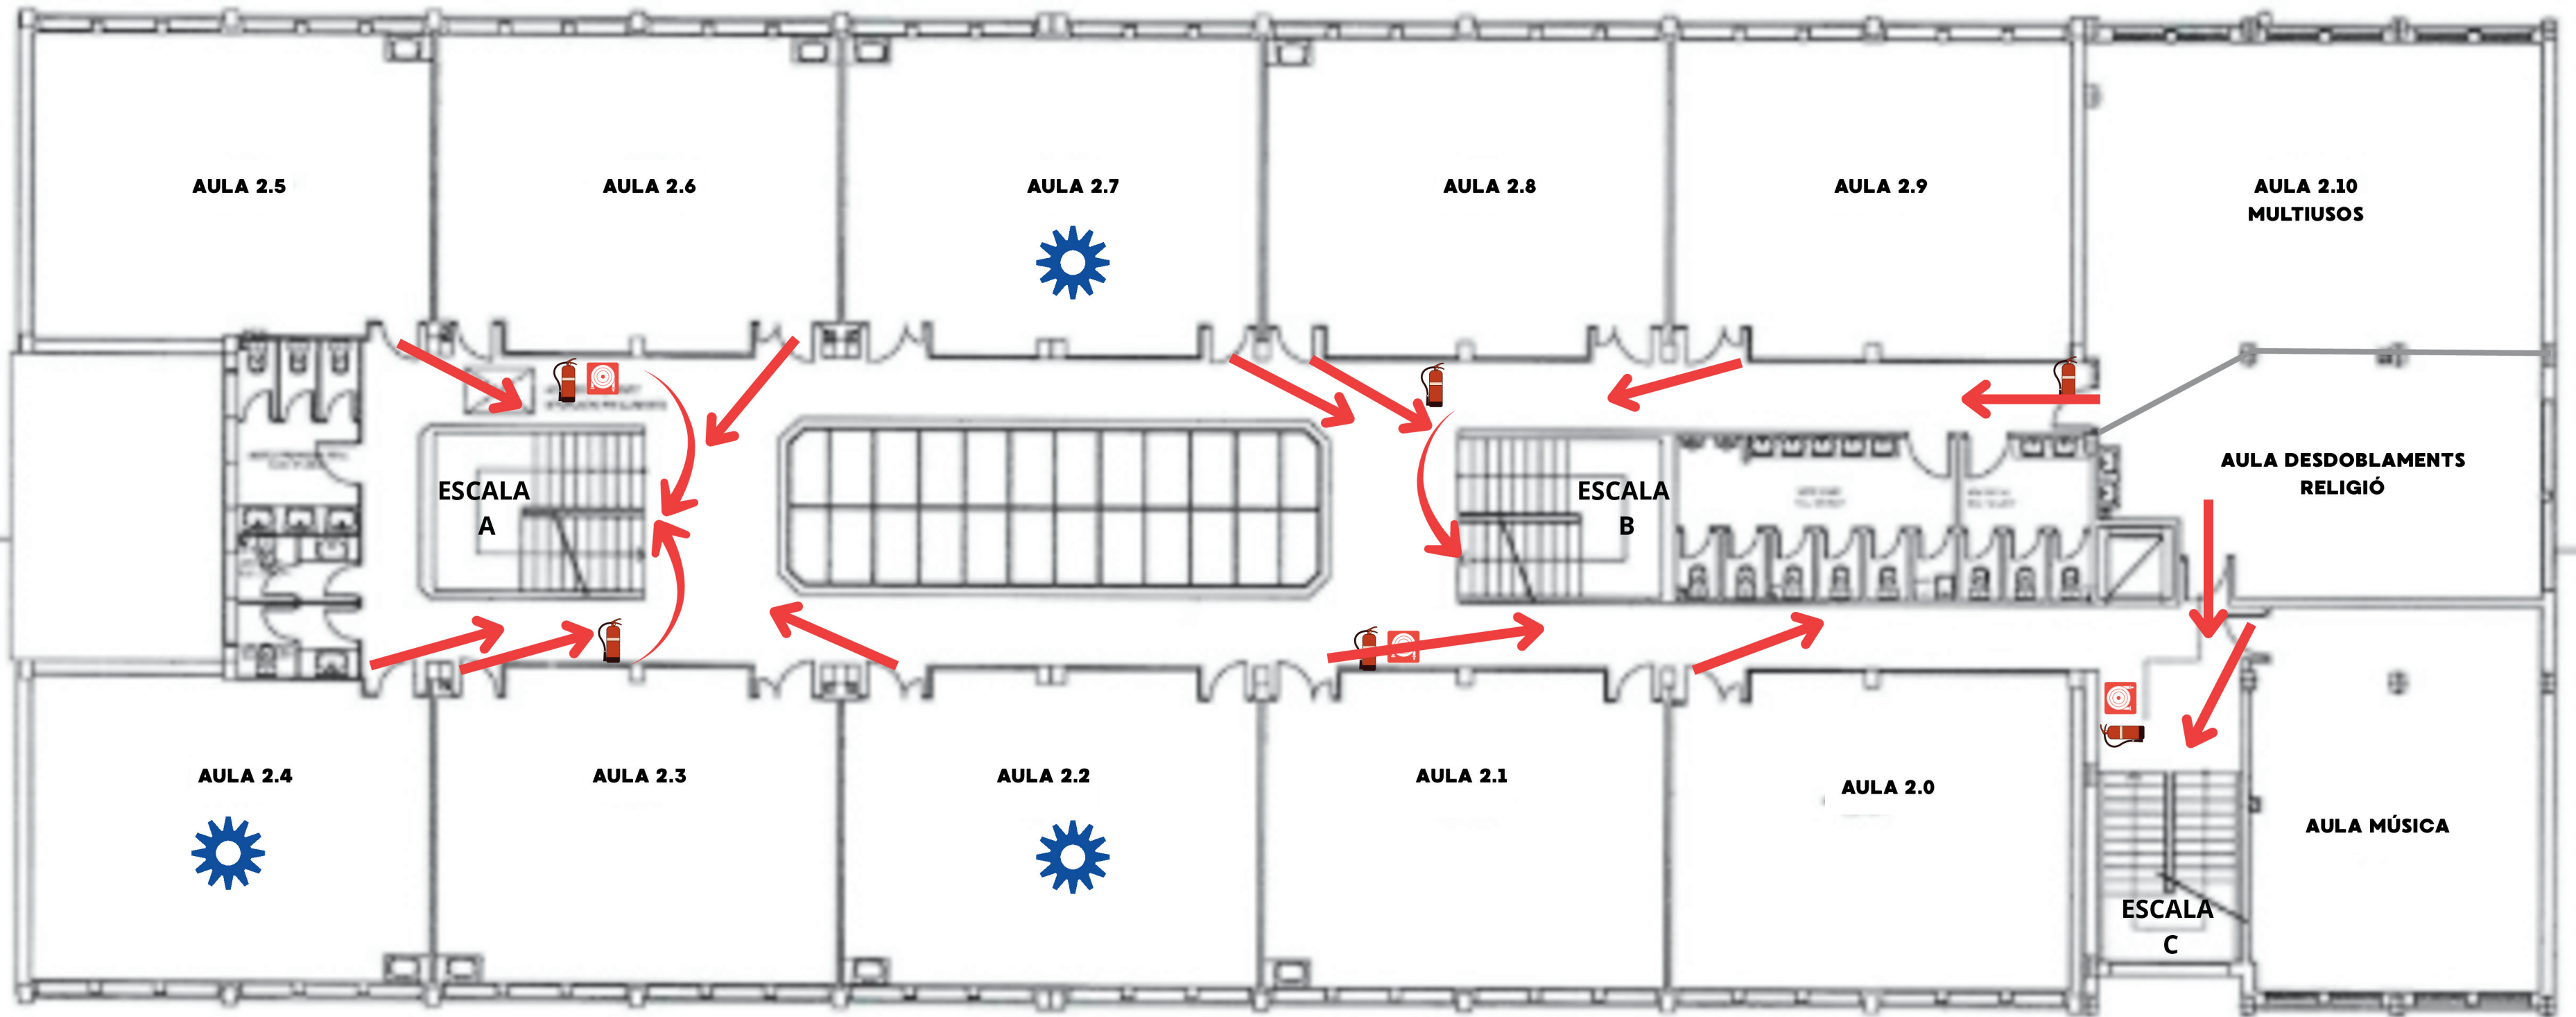 AULA 2.5
AULA 2.6
AULA 2.7
AULA 2.8
AULA 2.9
AULA 2.10
MULTIUSOS
AULA DESDOBLAMENTS
RELIGIÓ
ESCALA
A
ESCALA
B
AULA 2.4
AULA 2.3
AULA 2.2
AULA 2.1
AULA 2.0
AULA MÚSICA
ESCALA
C